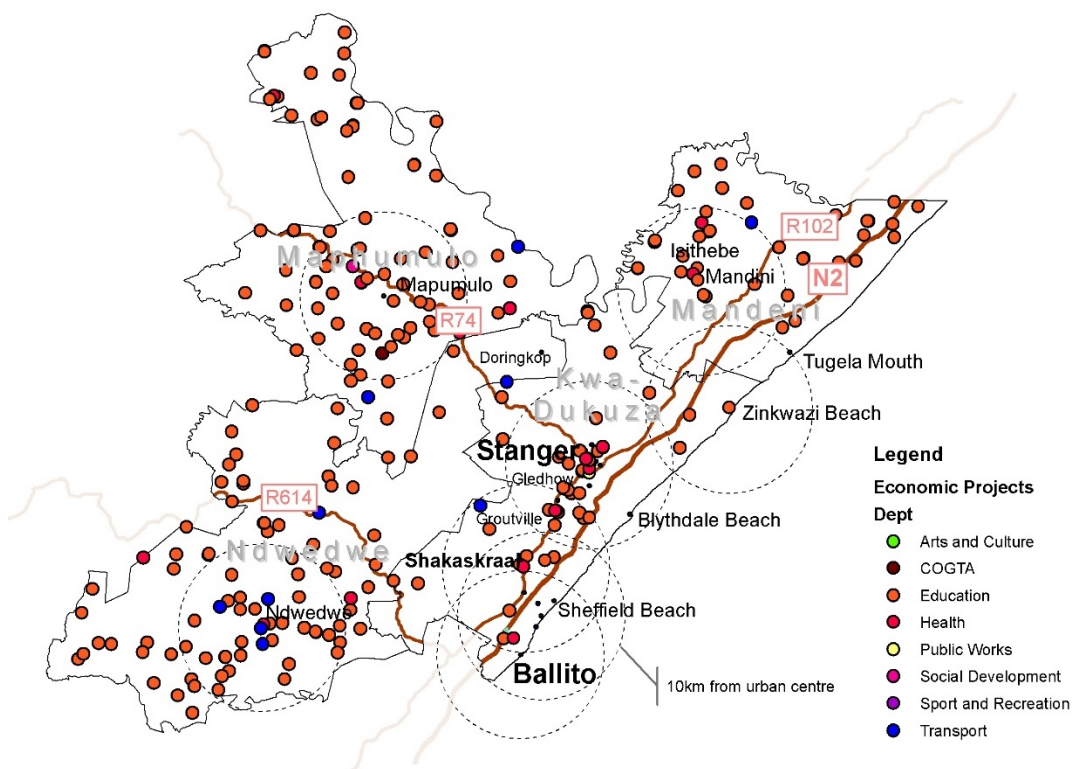 Maphumulo
Mapumulo
R74
Isithebe
Mandini
R102
N2
Mandeni
Doringkop
Kwa-
Dukuza
Tugela Mouth
Zinkwazi Beach
Stanger
Gledhow
Groutville
Blythdale Beach
Shakaskraal
R614
Ndwedwe
Ndwedwe
Sheffield Beach
Ballito
10km from urban centre
Legend
Economic Projects
Dept
Arts and Culture
COGTA
Education
Health
Public Works
Social Development
Sport and Recreation
Transport